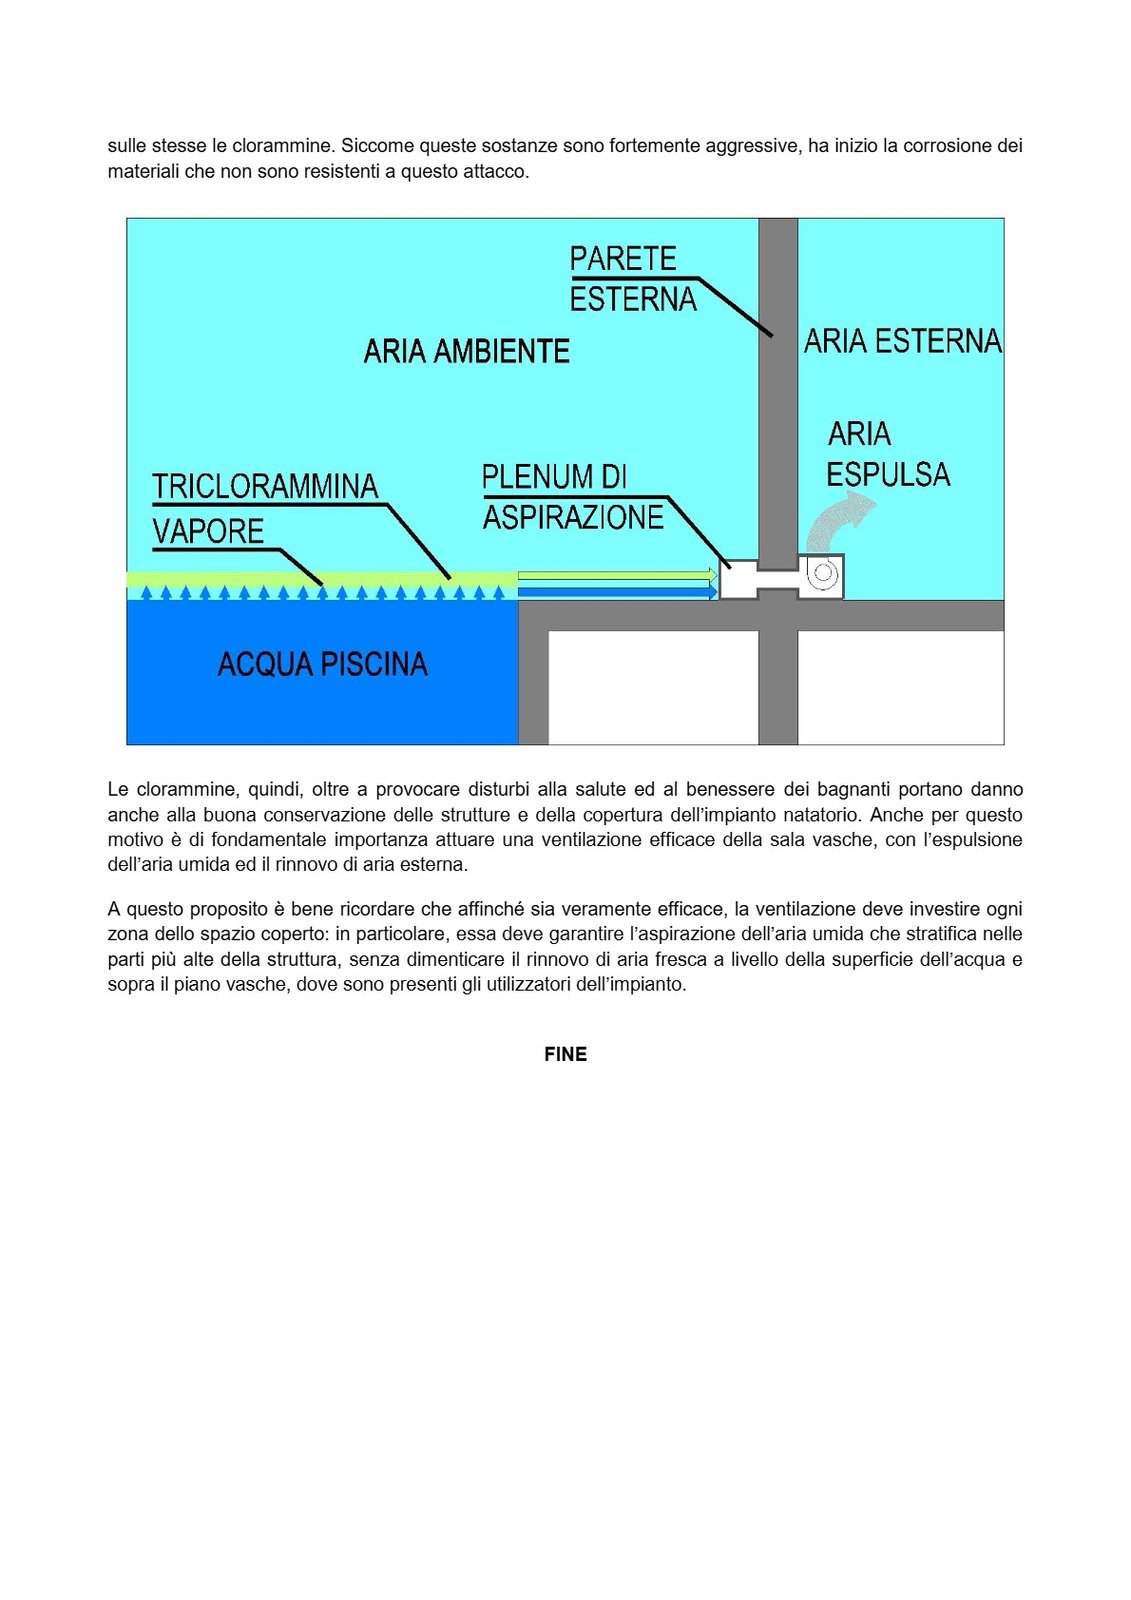 sulle stesse le clorammine. Siccome queste sostanze sono fortemente aggressive, ha inizio la corrosione dei
materiali che non sono resistenti a questo attacco.
PARETE
ESTERNA
ARIA AMBIENTE
ARIA ESTERNA
ARIA
ESPULSA
PLENUM DI
ASPIRAZIONE
TRICLORAMMINA
VAPORE
ACQUA PISCINA
Le clorammine, quindi, oltre a provocare disturbi alla salute ed al benessere dei bagnanti portano danno
anche alla buona conservazione delle strutture e della copertura dell’impianto natatorio. Anche per questo
motivo è di fondamentale importanza attuare una ventilazione efficace della sala vasche, con l’espulsione
dell’aria umida ed il rinnovo di aria esterna.
A questo proposito è bene ricordare che affinché sia veramente efficace, la ventilazione deve investire ogni
zona dello spazio coperto: in particolare, essa deve garantire l’aspirazione dell’aria umida che stratifica nelle
parti più alte della struttura, senza dimenticare il rinnovo di aria fresca a livello della superficie dell’acqua e
sopra il piano vasche, dove sono presenti gli utilizzatori dell’impianto.
FINE